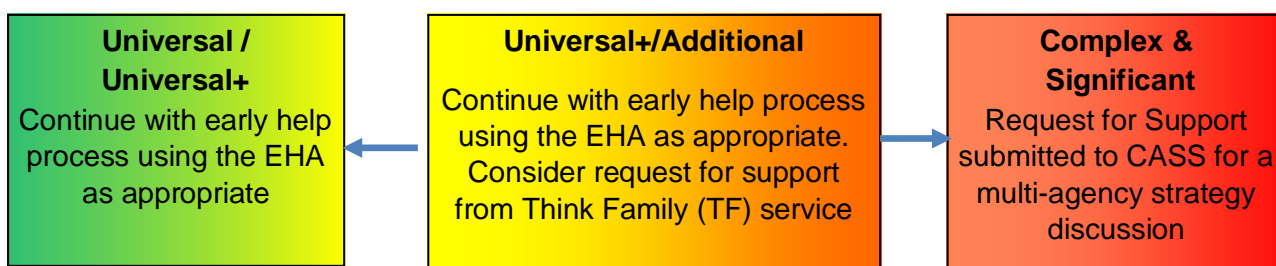 Universal /
Universal+
Continue with early help
process using the EHA
as appropriate
Universal+/Additional
Continue with early help process
using the EHA as appropriate.
Consider request for support
from Think Family (TF) service
Complex &
Significant
Request for Support
submitted to CASS for a
multi-agency strategy
discussion